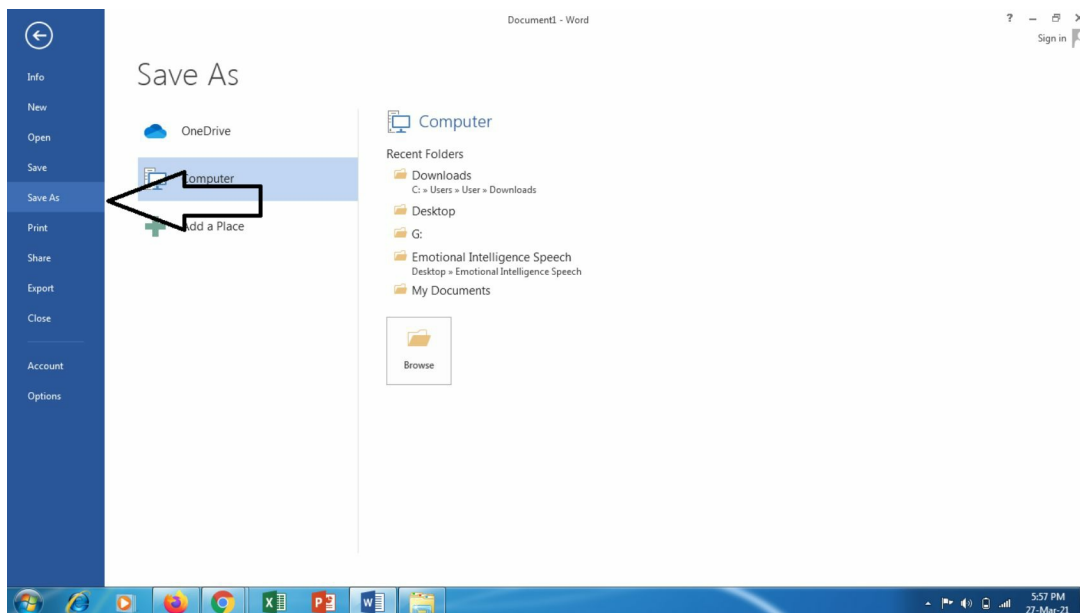 Document1 - Word
?
Sign in
Info
New
Open
Save
Save As
Print
Share
Export
Close
Account
Options
Save As
OneDrive
Computer
Add a Place
Computer
Recent Folders
Downloads
C: » Users » User » Downloads
Desktop
G:
Emotional Intelligence Speech
Desktop » Emotional Intelligence Speech
My Documents
Browse
5:57 PM
27-Mar-21